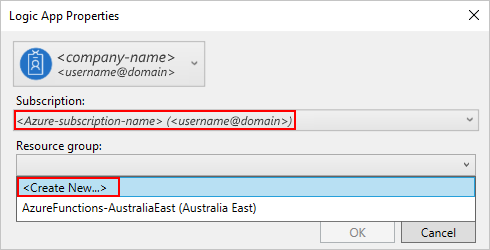 Logic App Properties
<company-name>
<username@domain>
Subscription:
<Azure-subscription-name> (<username@domain>)
Resource group:
<Create New...>
AzureFunctions-AustraliaEast (Australia East)
OK
Cancel